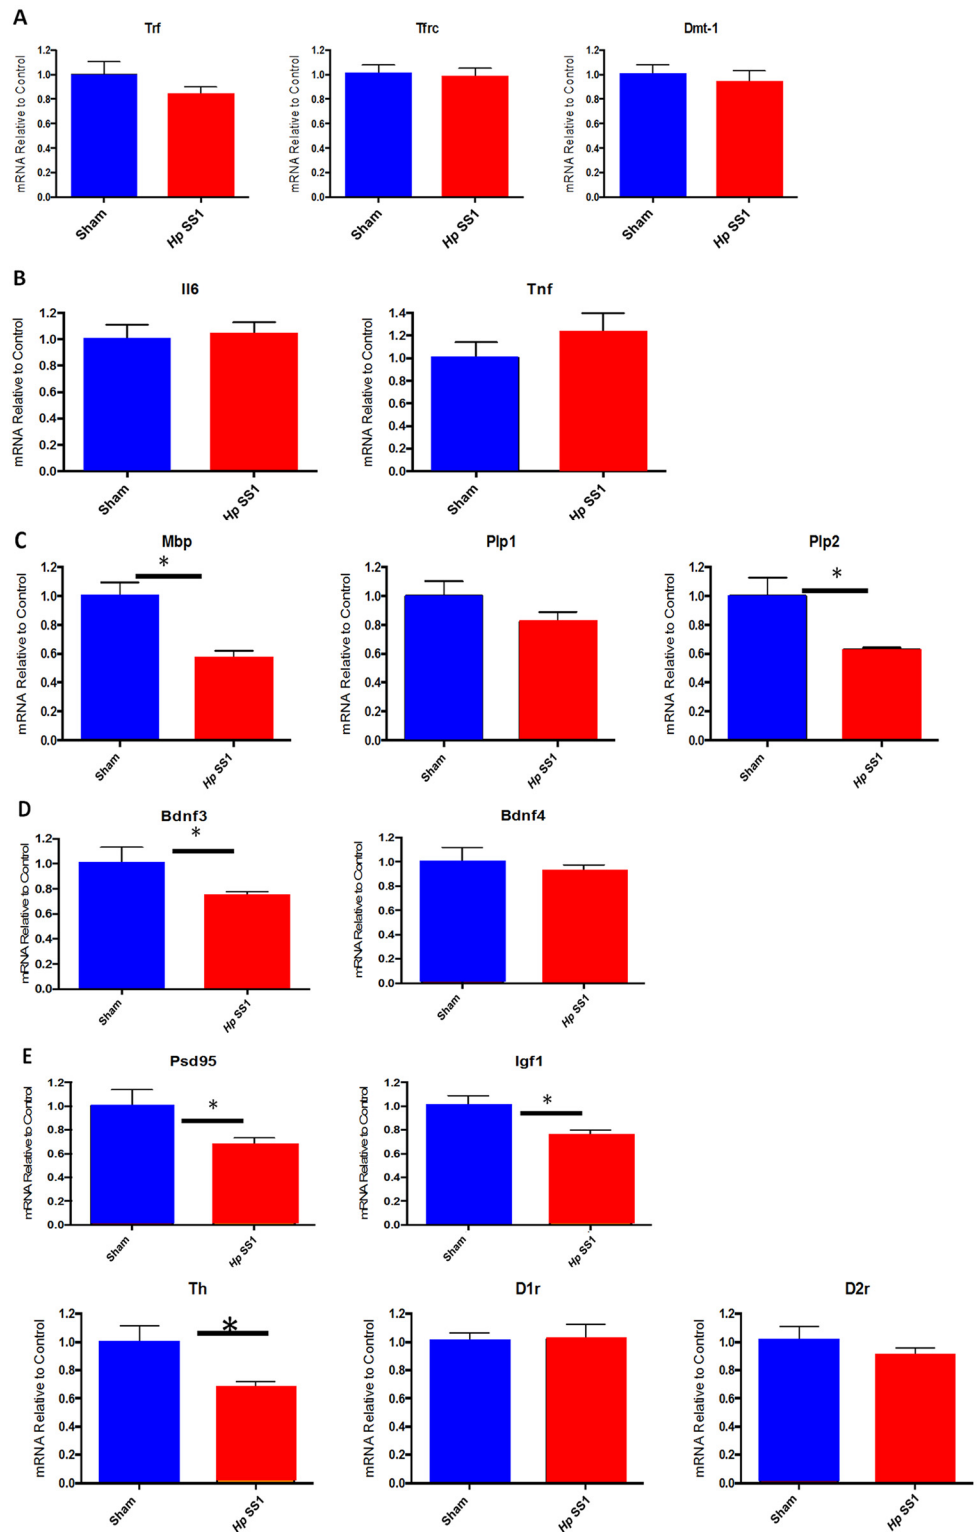 A
Trf Tfrc Dmt-1
mRNA Relative to Control
1.2
1.0
0.8
0.6
0.4
0.2
0.0
Sham
Hp SS1
mRNA Relative to Control
1.2
1.0
0.8
0.6
0.4
0.2
0.0
Sham
Hp SS1
mRNA Relative to Control
1.2
1.0
0.8
0.6
0.4
0.2
0.0
Sham
Hp SS1
B
Il6 Tnf
mRNA Relative to Control
1.2
1.0
0.8
0.6
0.4
0.2
0.0
Sham
Hp SS1
mRNA Relative to Control
1.4
1.2
1.0
0.8
0.6
0.4
0.2
0.0
Sham
Hp SS1
C
Mbp Plp1 Plp2
mRNA Relative to Control
1.2
1.0
0.8
0.6
0.4
0.2
0.0
*
Sham
Hp SS1
mRNA Relative to Control
1.2
1.0
0.8
0.6
0.4
0.2
0.0
Sham
Hp SS1
mRNA Relative to Control
1.2
1.0
0.8
0.6
0.4
0.2
0.0
*
Sham
Hp SS1
D
Bdnf3 Bdnf4
mRNA Relative to Control
1.2
1.0
0.8
0.6
0.4
0.2
0.0
*
Sham
Hp SS1
mRNA Relative to Control
1.2
1.0
0.8
0.6
0.4
0.2
0.0
Sham
Hp SS1
E
Psd95 Igf1
mRNA Relative to Control
1.2
1.0
0.8
0.6
0.4
0.2
0.0
*
Sham
Hp SS1
mRNA Relative to Control
1.2
1.0
0.8
0.6
0.4
0.2
0.0
*
Sham
Hp SS1
Th D1r D2r
mRNA Relative to Control
1.2
1.0
0.8
0.6
0.4
0.2
0.0
*
Sham
Hp SS1
mRNA Relative to Control
1.2
1.0
0.8
0.6
0.4
0.2
0.0
Sham
Hp SS1
mRNA Relative to Control
1.2
1.0
0.8
0.6
0.4
0.2
0.0
Sham
Hp SS1